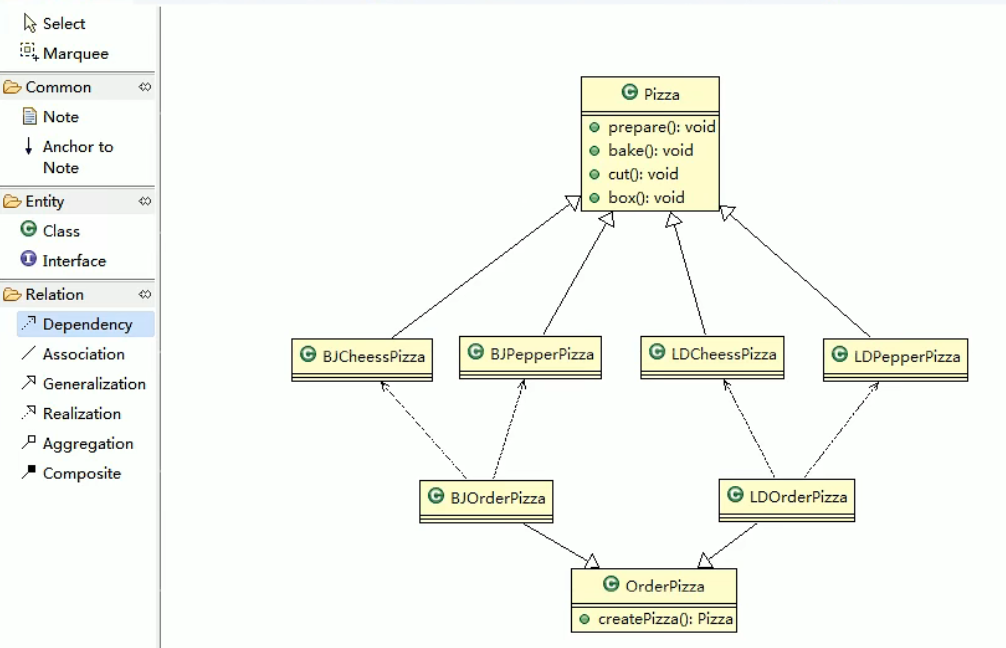 Select
Marquee
Common
Note
Anchor to
Note
Entity
Class
Interface
Relation
Dependency
Association
Generalization
Realization
Aggregation
Composite
C Pizza
prepare(): void
bake(): void
cut(): void
box(): void
C BJCheessPizza
C BJPepperPizza
C LDCheessPizza
C LDPepperPizza
C BJOrderPizza
C LDOrderPizza
C OrderPizza
createPizza(): Pizza